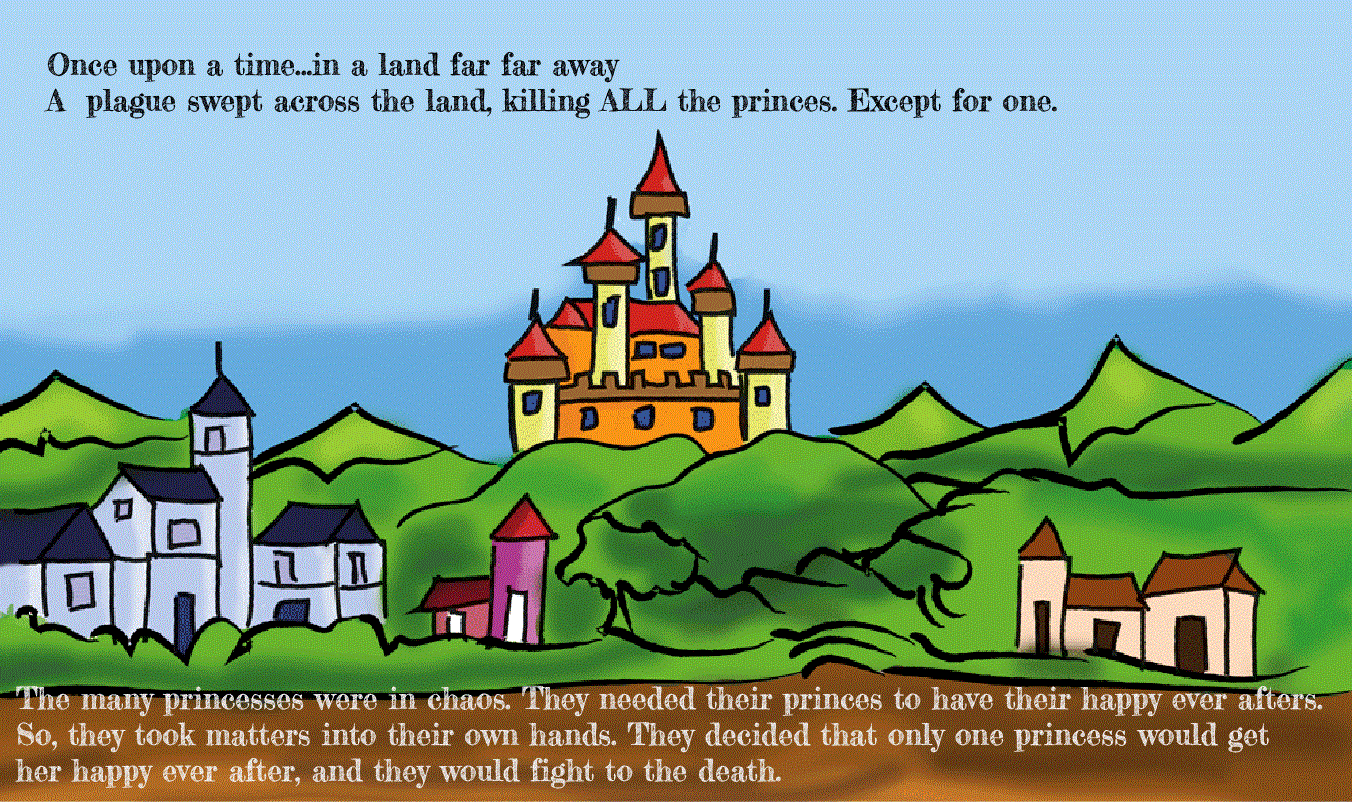 Once upon a time...in a land far far away
A plague swept across the land, killing ALL the princes. Except for one.
The many princesses were in chaos. They needed their princes to have their happy ever afters.
So, they took matters into their own hands. They decided that only one princess would get
her happy ever after, and they would fight to the death.